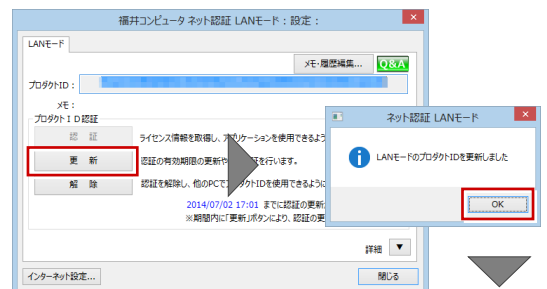 福井コンピュータ ネット認証 LANモード：設定：
LANモード
メモ・履歴編集...
Q&A
プロダクトID：
メモ：
プロダクトＩＤ認証
認 証
ライセンス情報を取得し、アプリケーションを使用できるよう
更 新
認証の有効期限の更新や
を行います。
解 除
認証を解除し、他のPCでプロダクトIDを使用できるように
2014/07/02 17:01 までに認証の更新
※期間内に「更新」ボタンにより、認証の更
詳細
インターネット設定...
閉じる
ネット認証 LANモード
LANモードのプロダクトIDを更新しました
OK